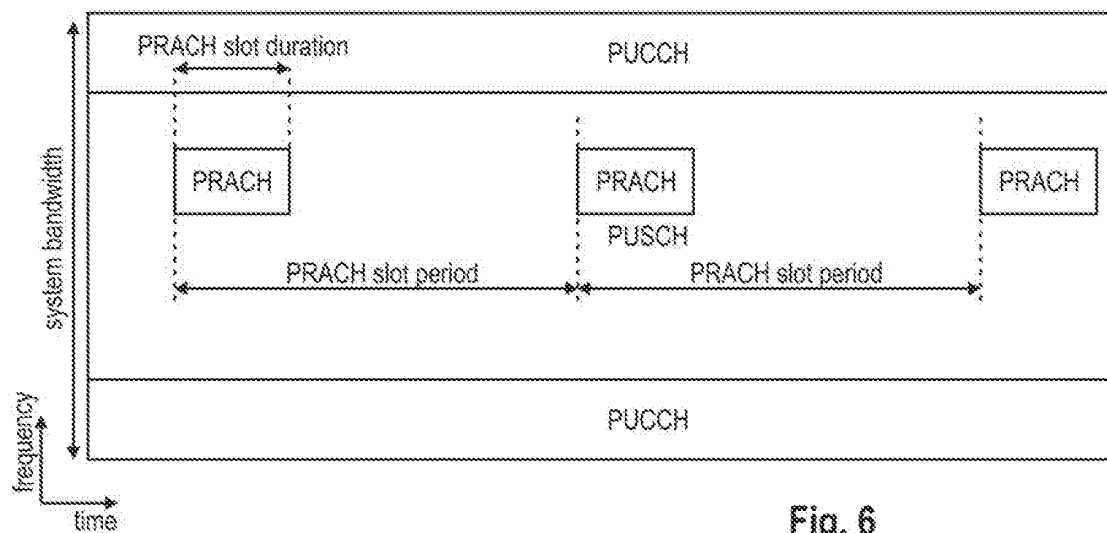 PUCCH
PRACH slot duration
PRACH
PRACH
PRACH
PUSCH
PRACH slot period
PRACH slot period
system bandwidth
PUCCH
frequency
time
Fig. 6